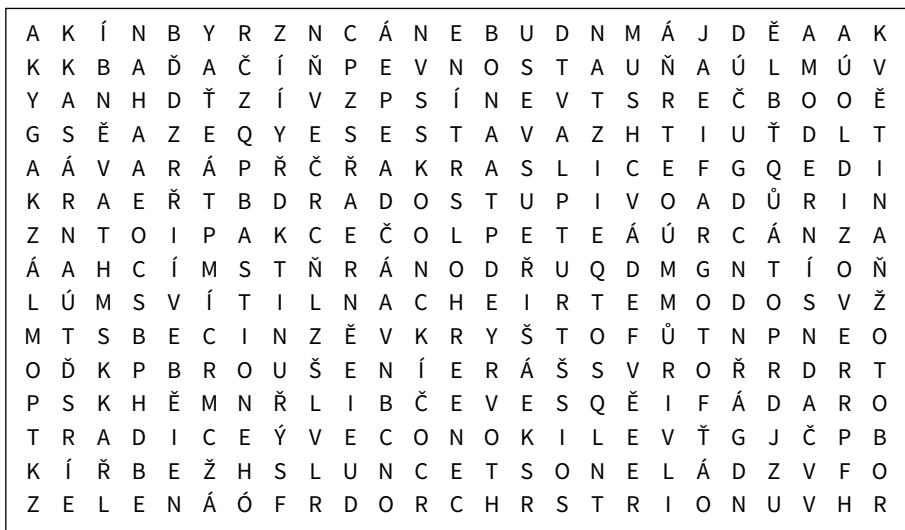 A K Í N B Y R Z N C Á N E B U D N M Á J D Ě A A K
K K B A Ď A Č Í Ň P E V N O S T A U Ň A Ú L M Ú V
Y A N H D Ť Z Í V Z P S Í N E V T S R E Č B O O Ě
G S Ě A Z E Q Y E S E S T A V A Z H T I U Ť D L T
A Á V A R Á P Ř Č Ř A K R A S L I C E F G Q E D I
K R A E Ř T B D R A D O S T U P I V O A D Ů R I N
Z N T O I P A K C E Č O L P E T E Á Ú R C Á N Z A
Á A H C Í M S T Ň R Á N O D Ř U Q D M G N T Í O Ň
L Ú M S V Í T I L N A C H E I R T E M O D O S V Ž
M T S B E C I N Z Ě V K R Y Š T O F Ů T N P N E O
O Ď K P B R O U Š E N Í E R Á Š S V R O Ř R D R T
P S K H Ě M N Ř L I B Č E V E S Q Ě I F Á D A R O
T R A D I C E Ý V E C O N O K I L E V Ť G J Č P B
K Í Ř B E Ž H S L U N C E T S O N E L Á D Z V F O
Z E L E N Á Ó F R D O R C H R S T R I O N U V H R